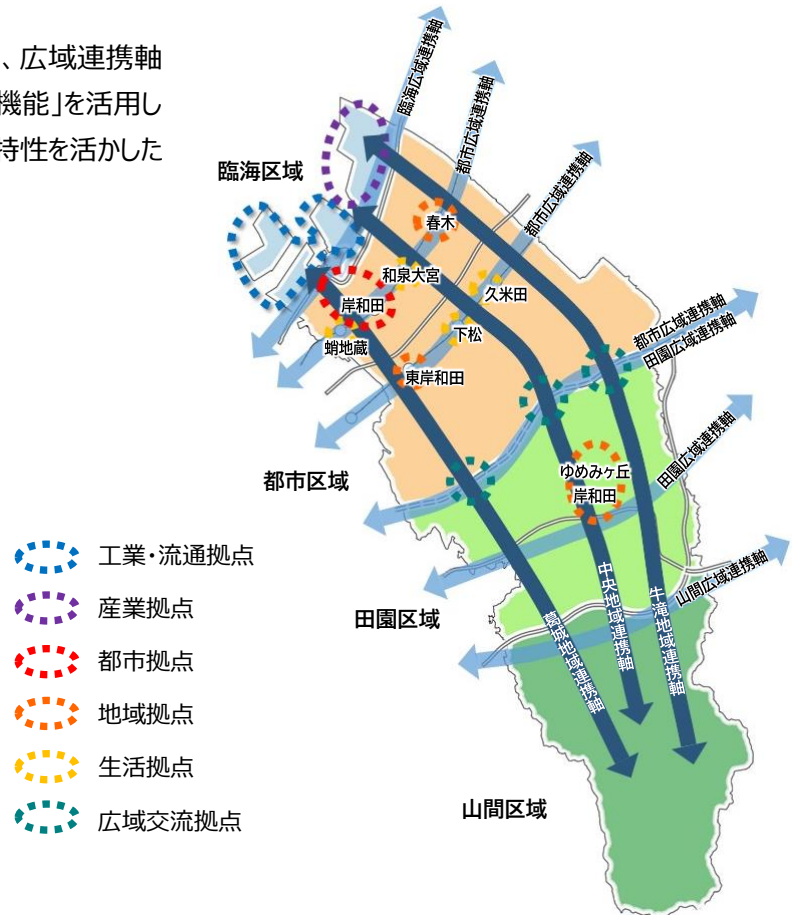 、広域連携軸
機能」を活用し
特性を活かした
臨海広域連携軸
都市広域連携軸
都市広域連携軸
臨海区域
春木
和泉大宮
久米田
岸和田
下松
蛸地蔵
東岸和田
都市広域連携軸
田園広域連携軸
都市区域
ゆめみヶ丘
岸和田
田園広域連携軸
工業・流通拠点
産業拠点
田園区域
山間広域連携軸
葛城地域連携軸
中央地域連携軸
牛滝地域連携軸
都市拠点
地域拠点
生活拠点
広域交流拠点
山間区域